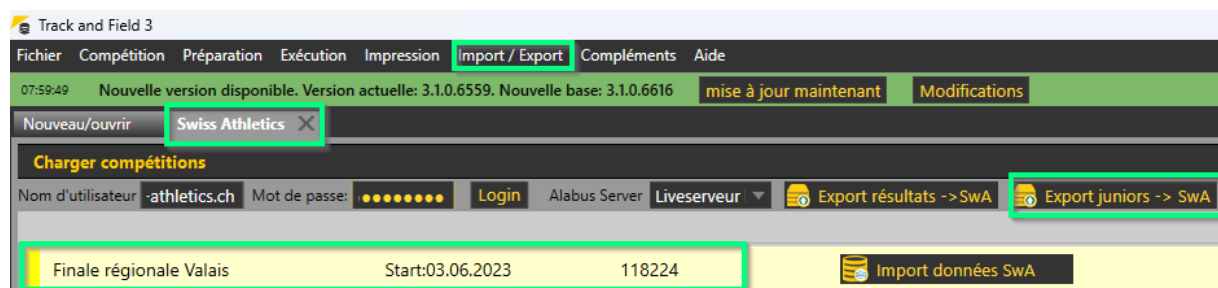 Track and Field 3
Fichier Compétition Préparation Exécution Impression Import / Export Compléments Aide
07:59:49 Nouvelle version disponible. Version actuelle: 3.1.0.6559. Nouvelle base: 3.1.0.6616 mise à jour maintenant Modifications
Nouveau/ouvrir Swiss Athletics
Charger compétitions
Nom d'utilisateur -athletics.ch Mot de passe: Login Alabus Server Liveserveur Export résultats ->SwA Export juniors -> SwA
Finale régionale Valais Start:03.06.2023 118224 Import données SwA